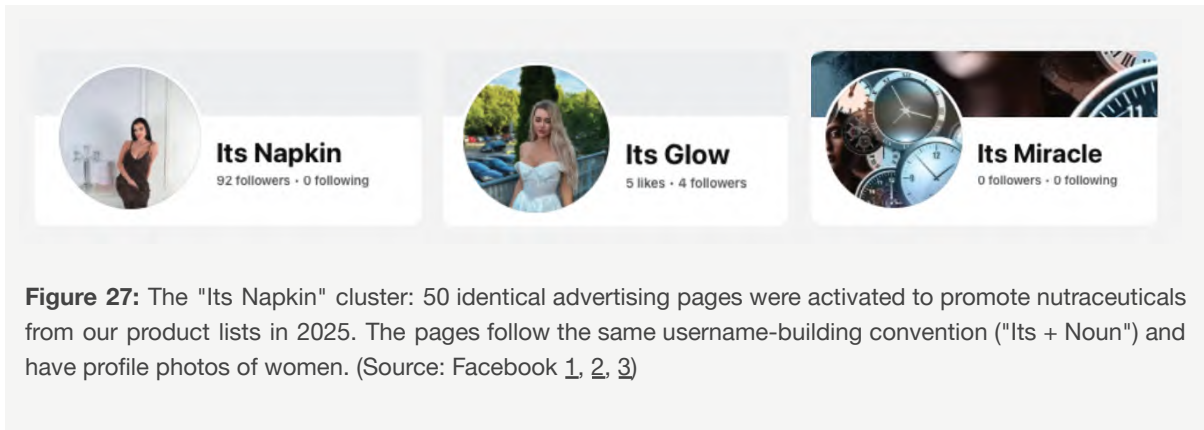 Its Napkin
92 followers • 0 following
Its Glow
5 likes • 4 followers
Its Miracle
0 followers • 0 following
Figure 27: The "Its Napkin" cluster: 50 identical advertising pages were activated to promote nutraceuticals
from our product lists in 2025. The pages follow the same username-building convention ("Its + Noun") and
have profile photos of women. (Source: Facebook 1, 2, 3)